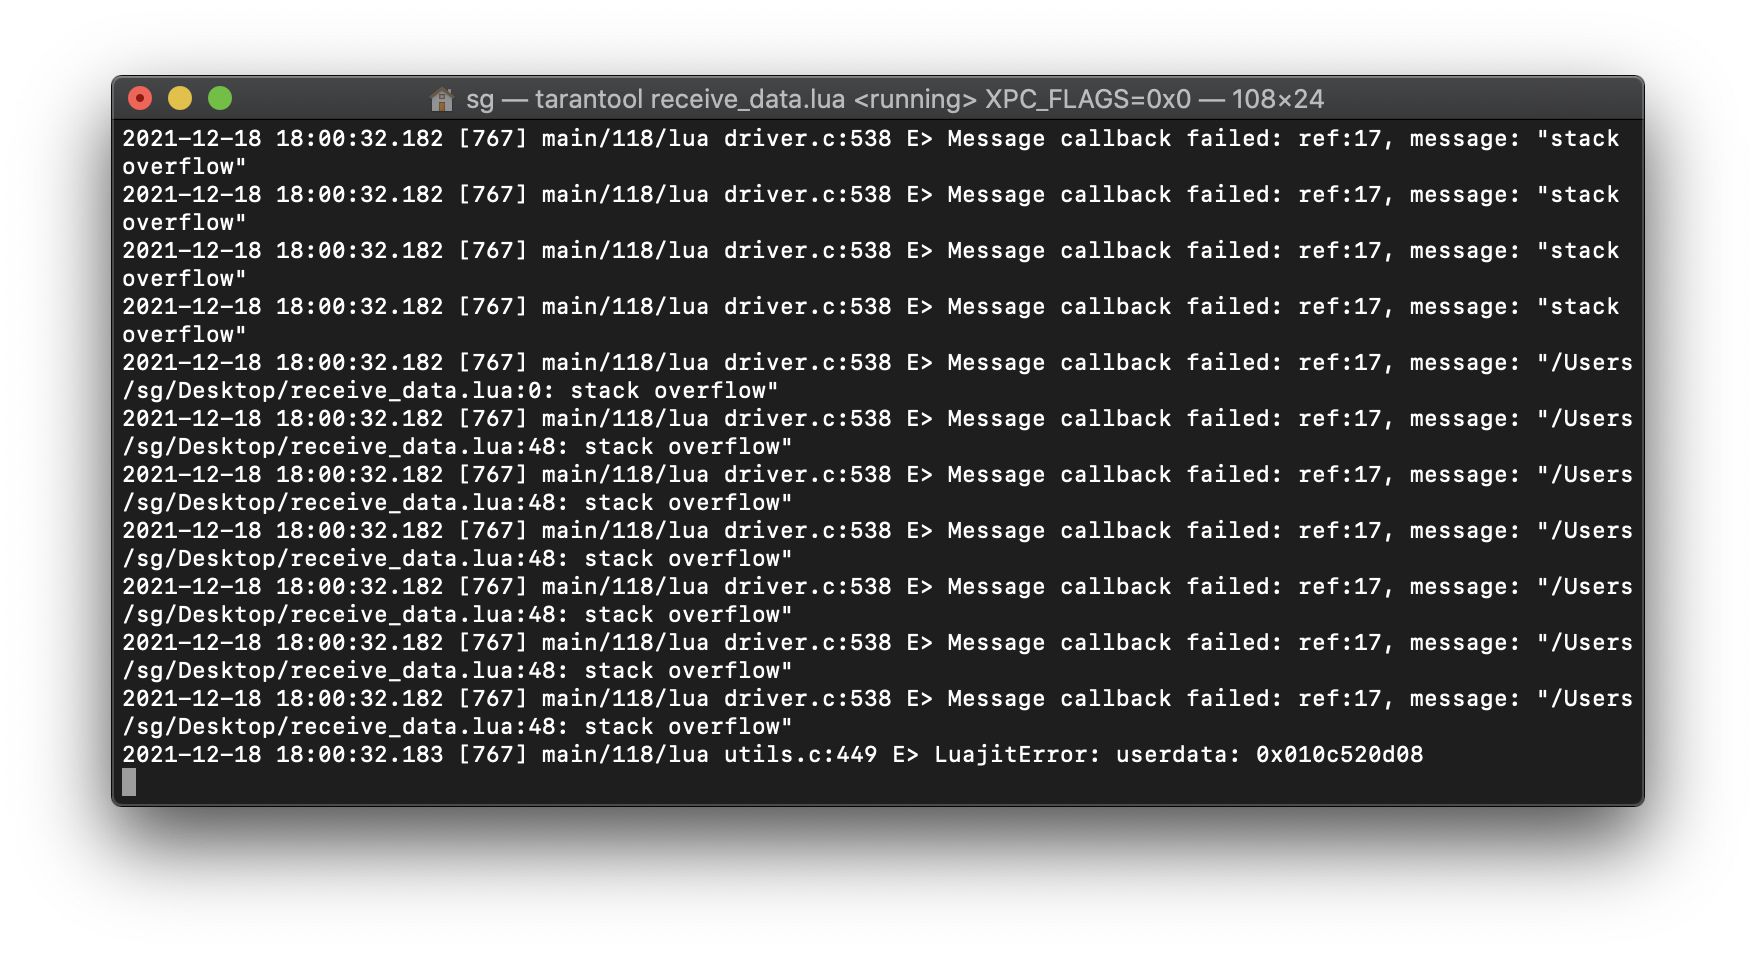 sg — tarantool receive_data.lua <running> XPC_FLAGS=0x0 — 108×24
2021-12-18 18:00:32.182 [767] main/118/lua driver.c:538 E> Message callback failed: ref:17, message: "stack
overflow"
2021-12-18 18:00:32.182 [767] main/118/lua driver.c:538 E> Message callback failed: ref:17, message: "stack
overflow"
2021-12-18 18:00:32.182 [767] main/118/lua driver.c:538 E> Message callback failed: ref:17, message: "stack
overflow"
2021-12-18 18:00:32.182 [767] main/118/lua driver.c:538 E> Message callback failed: ref:17, message: "stack
overflow"
2021-12-18 18:00:32.182 [767] main/118/lua driver.c:538 E> Message callback failed: ref:17, message: "/Users
/sg/Desktop/receive_data.lua:0: stack overflow"
2021-12-18 18:00:32.182 [767] main/118/lua driver.c:538 E> Message callback failed: ref:17, message: "/Users
/sg/Desktop/receive_data.lua:48: stack overflow"
2021-12-18 18:00:32.182 [767] main/118/lua driver.c:538 E> Message callback failed: ref:17, message: "/Users
/sg/Desktop/receive_data.lua:48: stack overflow"
2021-12-18 18:00:32.182 [767] main/118/lua driver.c:538 E> Message callback failed: ref:17, message: "/Users
/sg/Desktop/receive_data.lua:48: stack overflow"
2021-12-18 18:00:32.182 [767] main/118/lua driver.c:538 E> Message callback failed: ref:17, message: "/Users
/sg/Desktop/receive_data.lua:48: stack overflow"
2021-12-18 18:00:32.182 [767] main/118/lua driver.c:538 E> Message callback failed: ref:17, message: "/Users
/sg/Desktop/receive_data.lua:48: stack overflow"
2021-12-18 18:00:32.182 [767] main/118/lua driver.c:538 E> Message callback failed: ref:17, message: "/Users
/sg/Desktop/receive_data.lua:48: stack overflow"
2021-12-18 18:00:32.183 [767] main/118/lua utils.c:449 E> LuajitError: userdata: 0x010c520d08